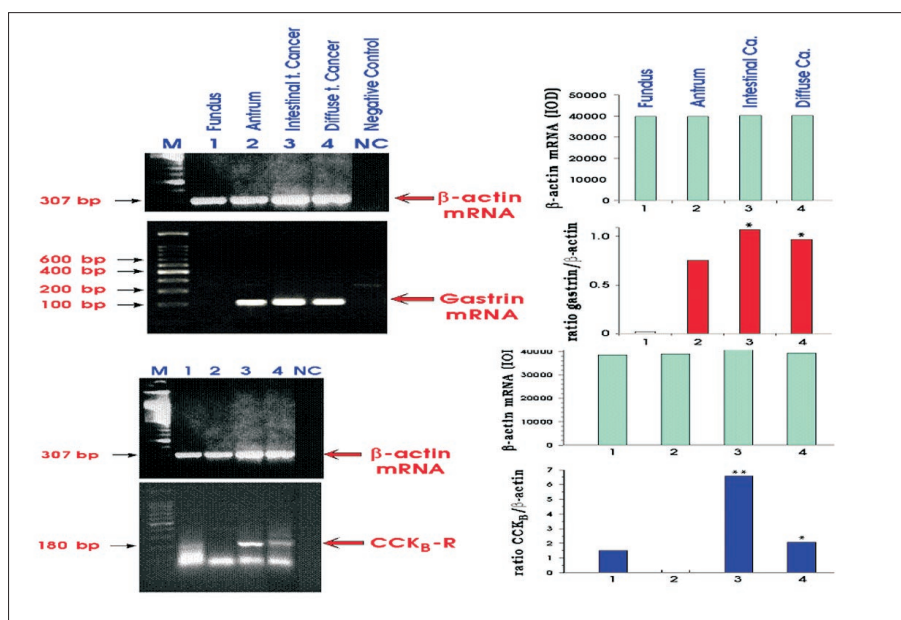 M
Fundus
Antrum
Intestinal t. Cancer
Diffuse t. Cancer
Negative Control
1 2 3 4 N C
307 bp
β-actin
mRNA
600 bp
400 bp
200 bp
100 bp
Gastrin
mRNA
M 1 2 3 4 NC
307 bp
β-actin
mRNA
180 bp
CCKB-R
Fundus
Antrum
Intestinal Ca.
Diffuse Ca.
β-actin mRNA (IOD)
50000
40000
30000
20000
10000
0
1 2 3 4
ratio gastrin/β-actin
1.0
0.5
0
* *
1 2 3 4
β-actin mRNA (IOI
40000
30000
20000
10000
0
1 2 3 4
ratio CCKB/β-actin
7
6
5
4
3
2
1
0
** *
1 2 3 4